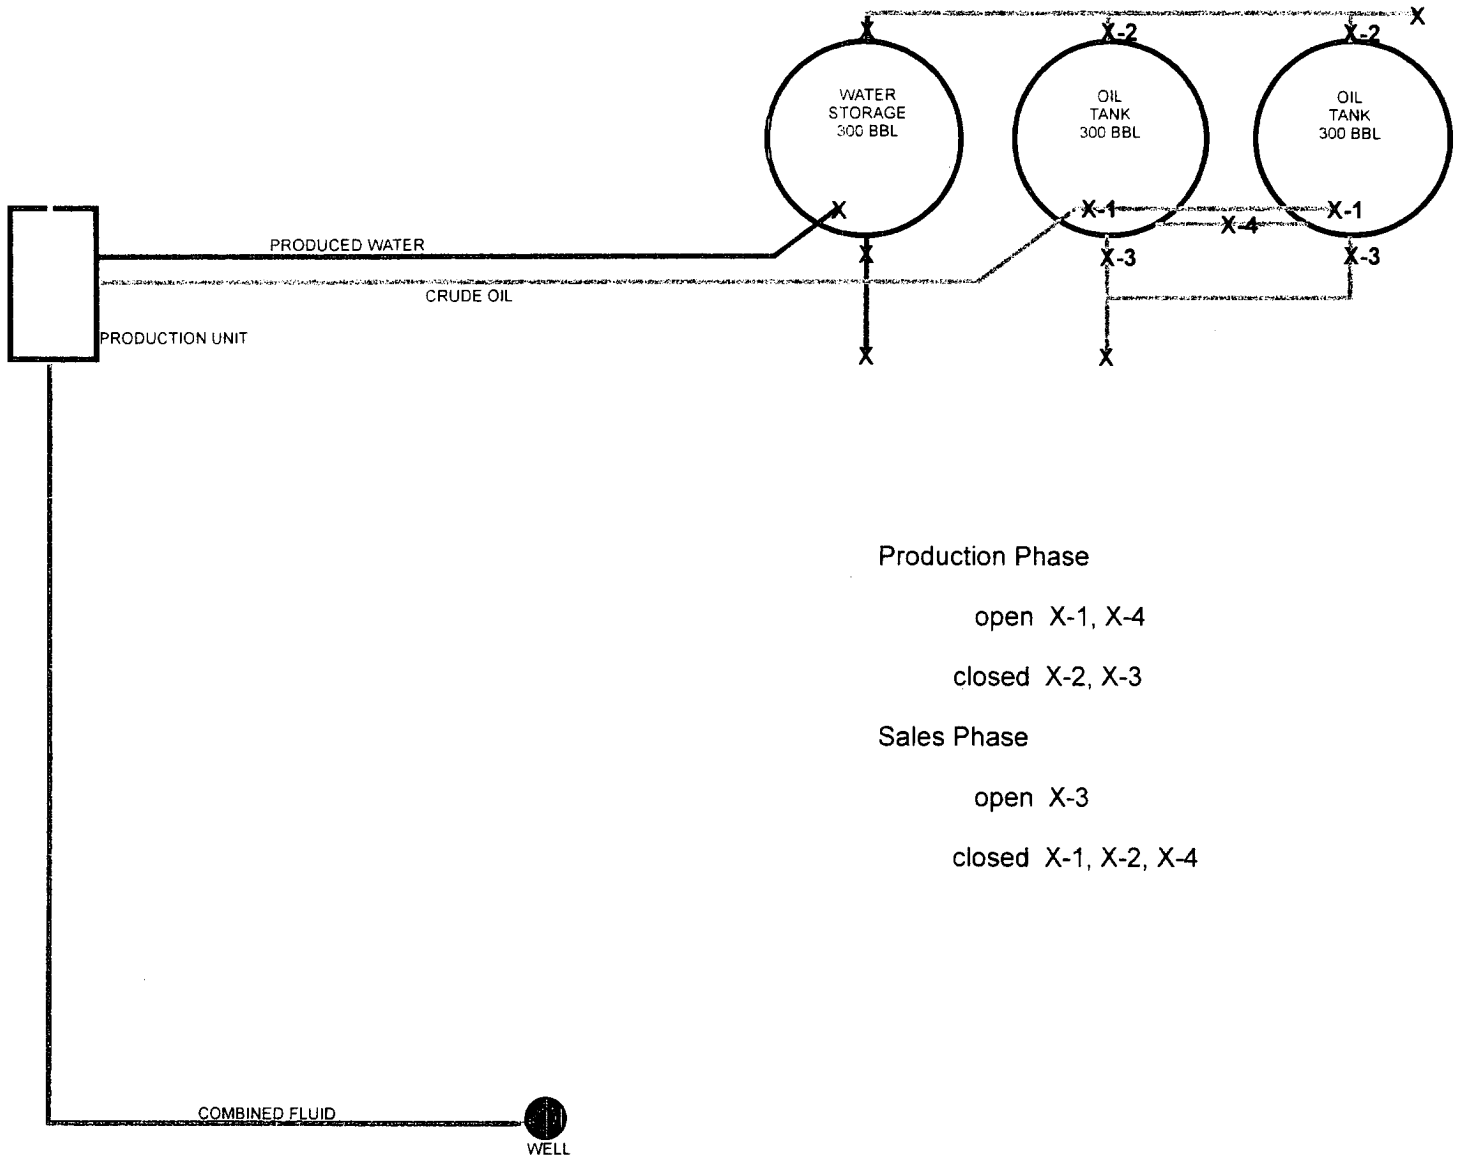 X
X
X-2
X-2
WATER
STORAGE
300 BBL
OIL
TANK
300 BBL
OIL
TANK
300 BBL
X
X-1
X-1
X-4
PRODUCED WATER
X
X-3
X-3
CRUDE OIL
PRODUCTION UNIT
X
X
Production Phase
open X-1, X-4
closed X-2, X-3
Sales Phase
open X-3
closed X-1, X-2, X-4
COMBINED FLUID
WELL